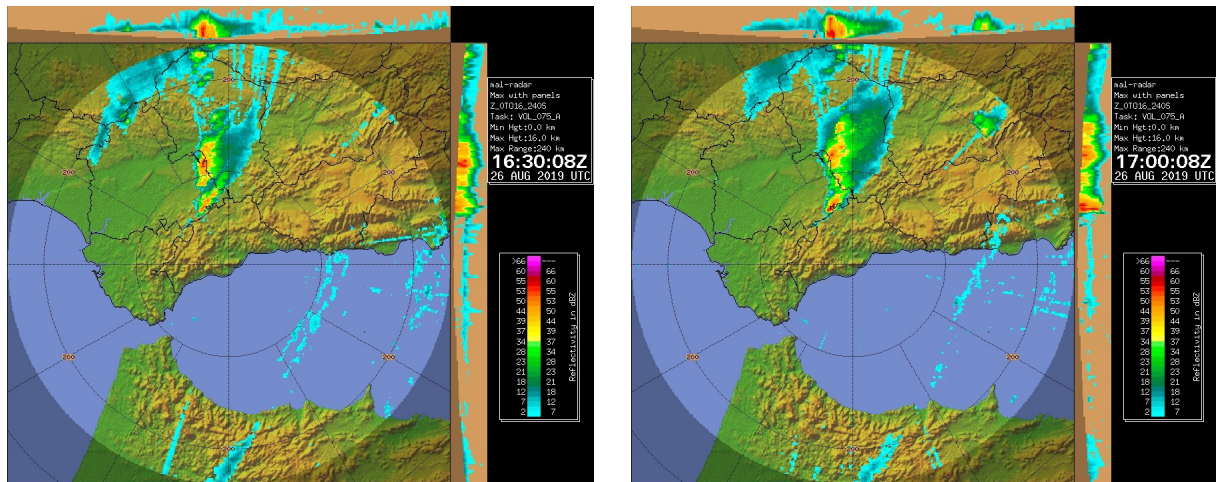 mal-radar
Max with panels
Z_OTO16_240S
Task: VOL_075_A
Min Hgt:0.0 km
Max Hgt:16.0 km
Max Range:240 km
16:30:08Z
26 AUG 2019 UTC
>66 ---
60 66
55 60
53 55
50 53
44 50
39 44
37 39
34 37
28 34
23 28
21 23
18 21
12 18
7 12
2 7
Reflectivity in dBZ
200
200
200
200
200
mal-radar
Max with panels
Z_OTO16_240S
Task: VOL_075_A
Min Hgt:0.0 km
Max Hgt:16.0 km
Max Range:240 km
17:00:08Z
26 AUG 2019 UTC
>66 ---
60 66
55 60
53 55
50 53
44 50
39 44
37 39
34 37
28 34
23 28
21 23
18 21
12 18
7 12
2 7
Reflectivity in dBZ
200
200
200
200
200